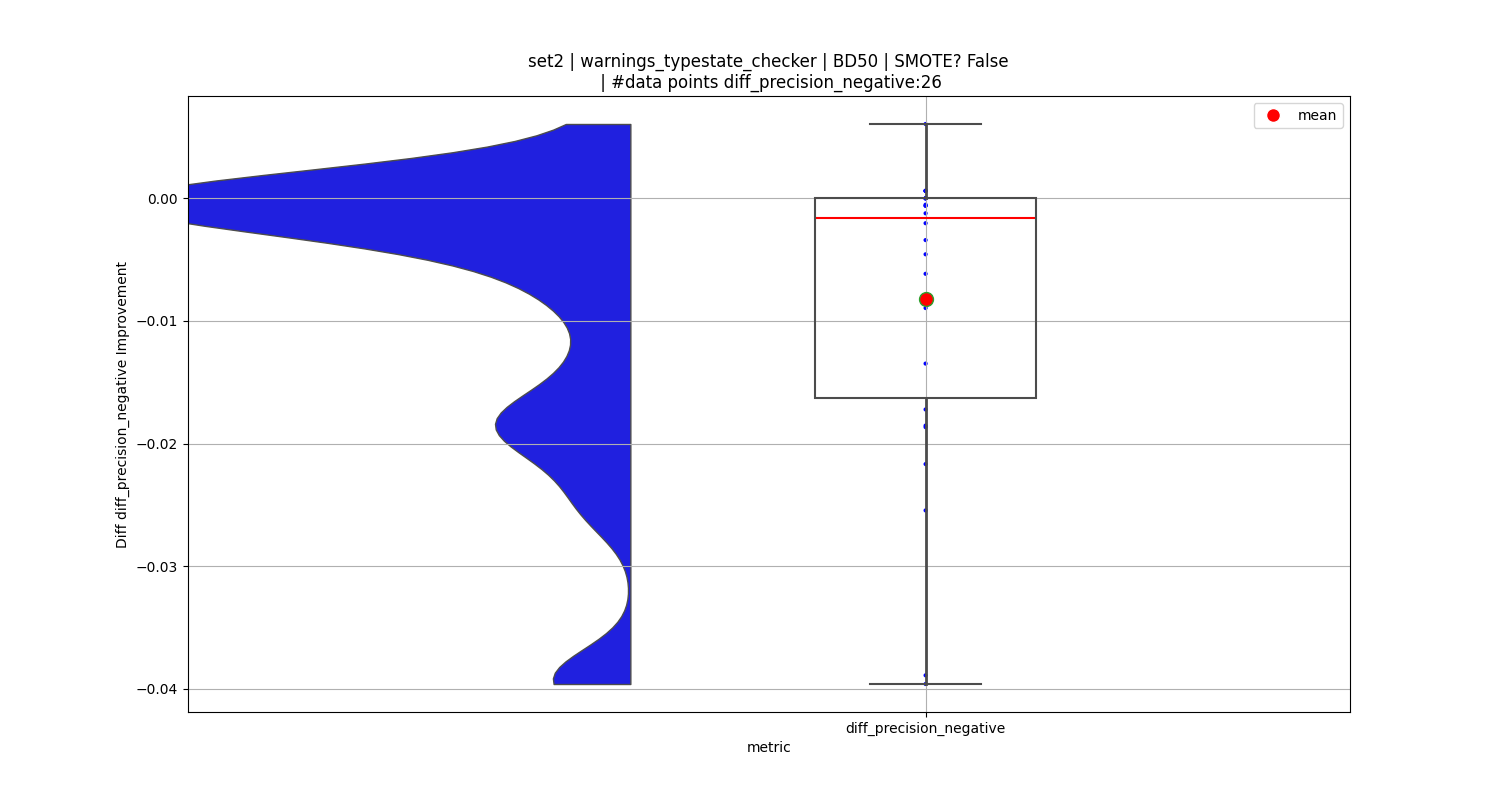 set2 | warnings_typestate_checker | BD50 | SMOTE? False
| #data points diff_precision_negative:26
mean
0.00
−0.01
−0.02
−0.03
−0.04
Diff diff_precision_negative Improvement
diff_precision_negative
metric